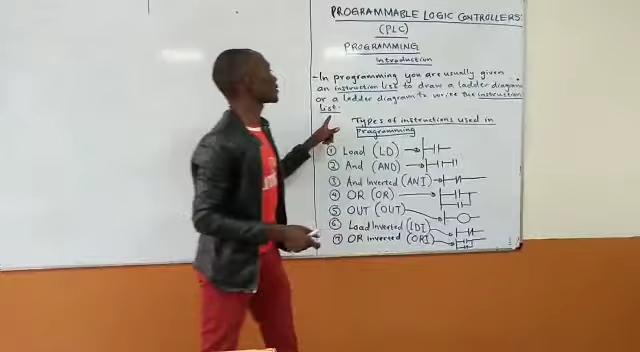 PROGRAMMABLE LOGIC CONTROLLERS:
(PLC)
PROGRAMMING
Introduction
- In programming you are usually given
an instruction list to draw a ladder diagram
or a ladder diagram to write the instruction
list.
Types of instructions used in
Programming
① Load (LD)
② And (AND)
③ And Inverted (ANI)
④ OR (OR)
⑤ OUT (OUT)
⑥ Load Inverted (LDI)
⑦ OR Inverted (ORI)